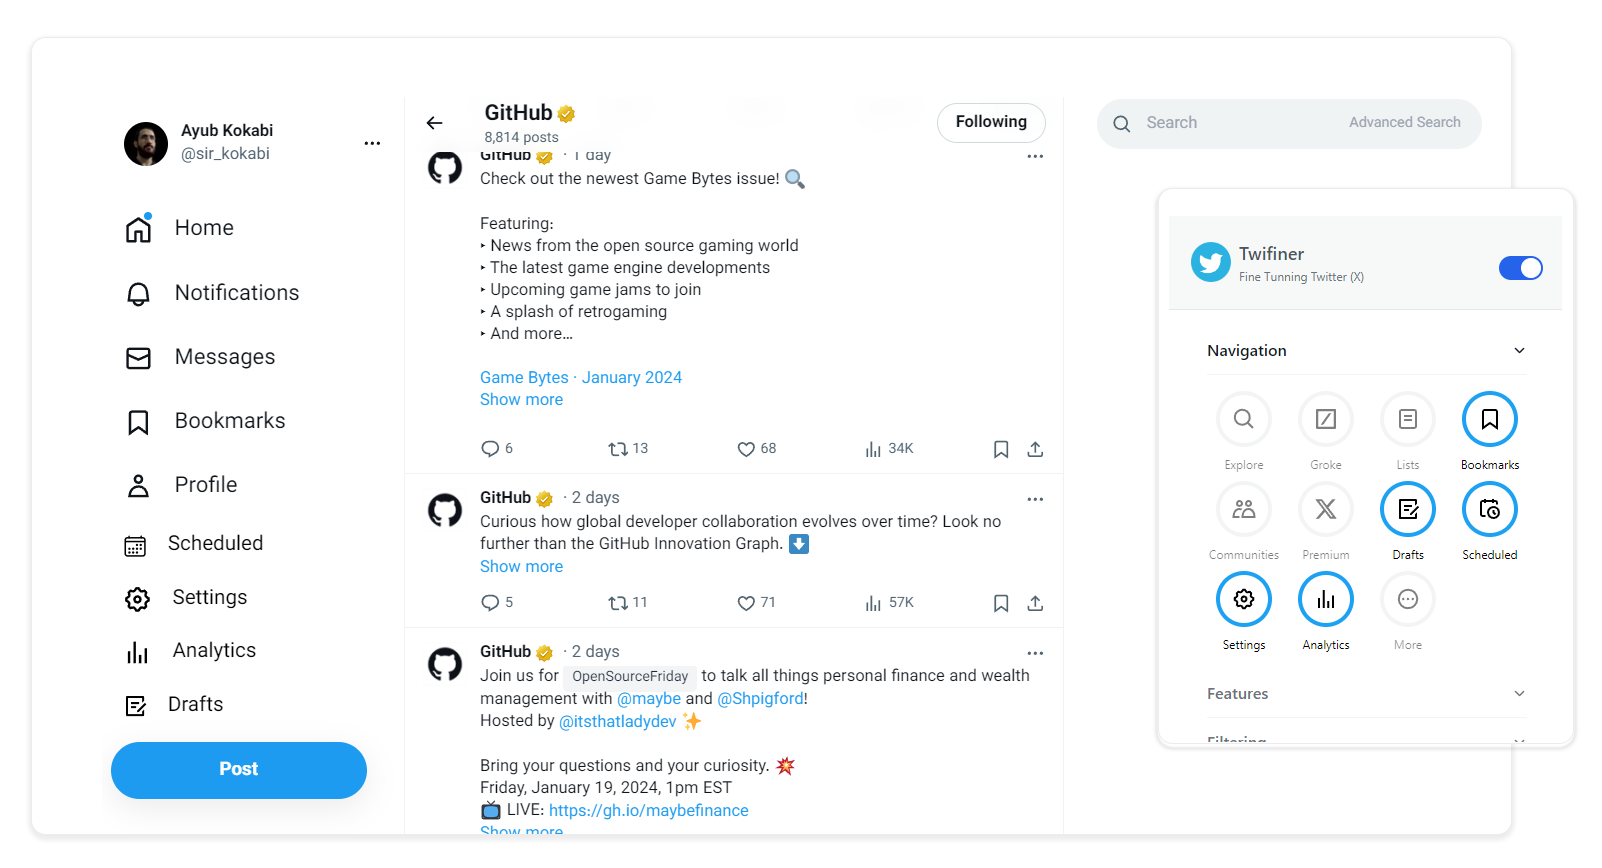 Ayub Kokabi
@sir_kokabi
Home
Notifications
Messages
Bookmarks
Profile
Scheduled
Settings
Analytics
Drafts
Post
GitHub
8,814 posts
Following
GitHub · 1 day
Check out the newest Game Bytes issue!
Featuring:
‣ News from the open source gaming world
‣ The latest game engine developments
‣ Upcoming game jams to join
‣ A splash of retrogaming
‣ And more…
Game Bytes · January 2024
Show more
6 13 68 34K
GitHub · 2 days
Curious how global developer collaboration evolves over time? Look no
further than the GitHub Innovation Graph.
Show more
5 11 71 57K
GitHub · 2 days
Join us for OpenSourceFriday to talk all things personal finance and wealth
management with @maybe and @Shpigford!
Hosted by @itsthatladydev
Bring your questions and your curiosity.
Friday, January 19, 2024, 1pm EST
LIVE: https://gh.io/maybefinance
Show more
Search Advanced Search
Twifiner
Fine Tunning Twitter (X)
Navigation
Explore Groke Lists Bookmarks
Communities Premium Drafts Scheduled
Settings Analytics More
Features
Filtering